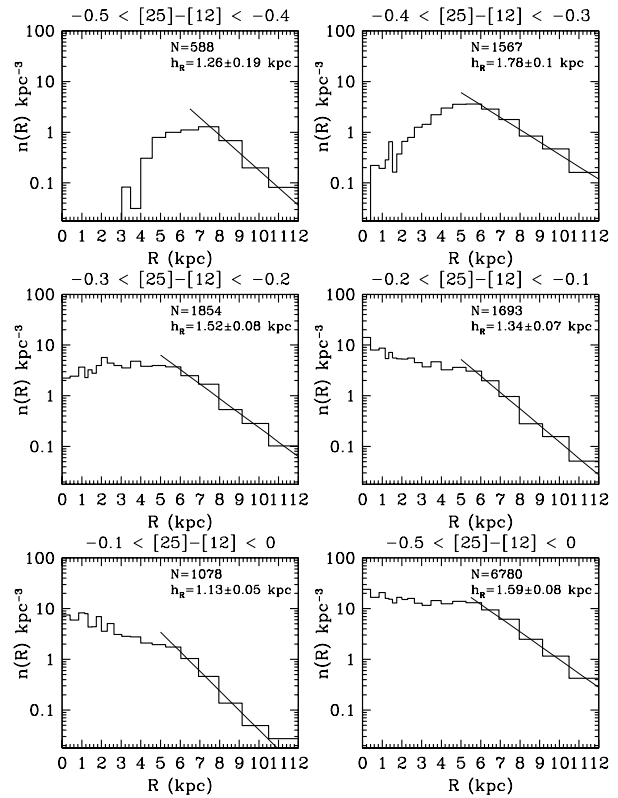 −0.5 < [25]−[12] < −0.4
−0.4 < [25]−[12] < −0.3
100
10
1
0.1
n(R) kpc⁻³
N=588
h_R=1.26±0.19 kpc
0 1 2 3 4 5 6 7 8 9 10 11 12
R (kpc)
100
10
1
0.1
n(R) kpc⁻³
N=1567
h_R=1.78±0.1 kpc
0 1 2 3 4 5 6 7 8 9 10 11 12
R (kpc)
−0.3 < [25]−[12] < −0.2
−0.2 < [25]−[12] < −0.1
100
10
1
0.1
n(R) kpc⁻³
N=1854
h_R=1.52±0.08 kpc
0 1 2 3 4 5 6 7 8 9 10 11 12
R (kpc)
100
10
1
0.1
n(R) kpc⁻³
N=1693
h_R=1.34±0.07 kpc
0 1 2 3 4 5 6 7 8 9 10 11 12
R (kpc)
−0.1 < [25]−[12] < 0
−0.5 < [25]−[12] < 0
100
10
1
0.1
n(R) kpc⁻³
N=1078
h_R=1.13±0.05 kpc
0 1 2 3 4 5 6 7 8 9 10 11 12
R (kpc)
100
10
1
0.1
n(R) kpc⁻³
N=6780
h_R=1.59±0.08 kpc
0 1 2 3 4 5 6 7 8 9 10 11 12
R (kpc)